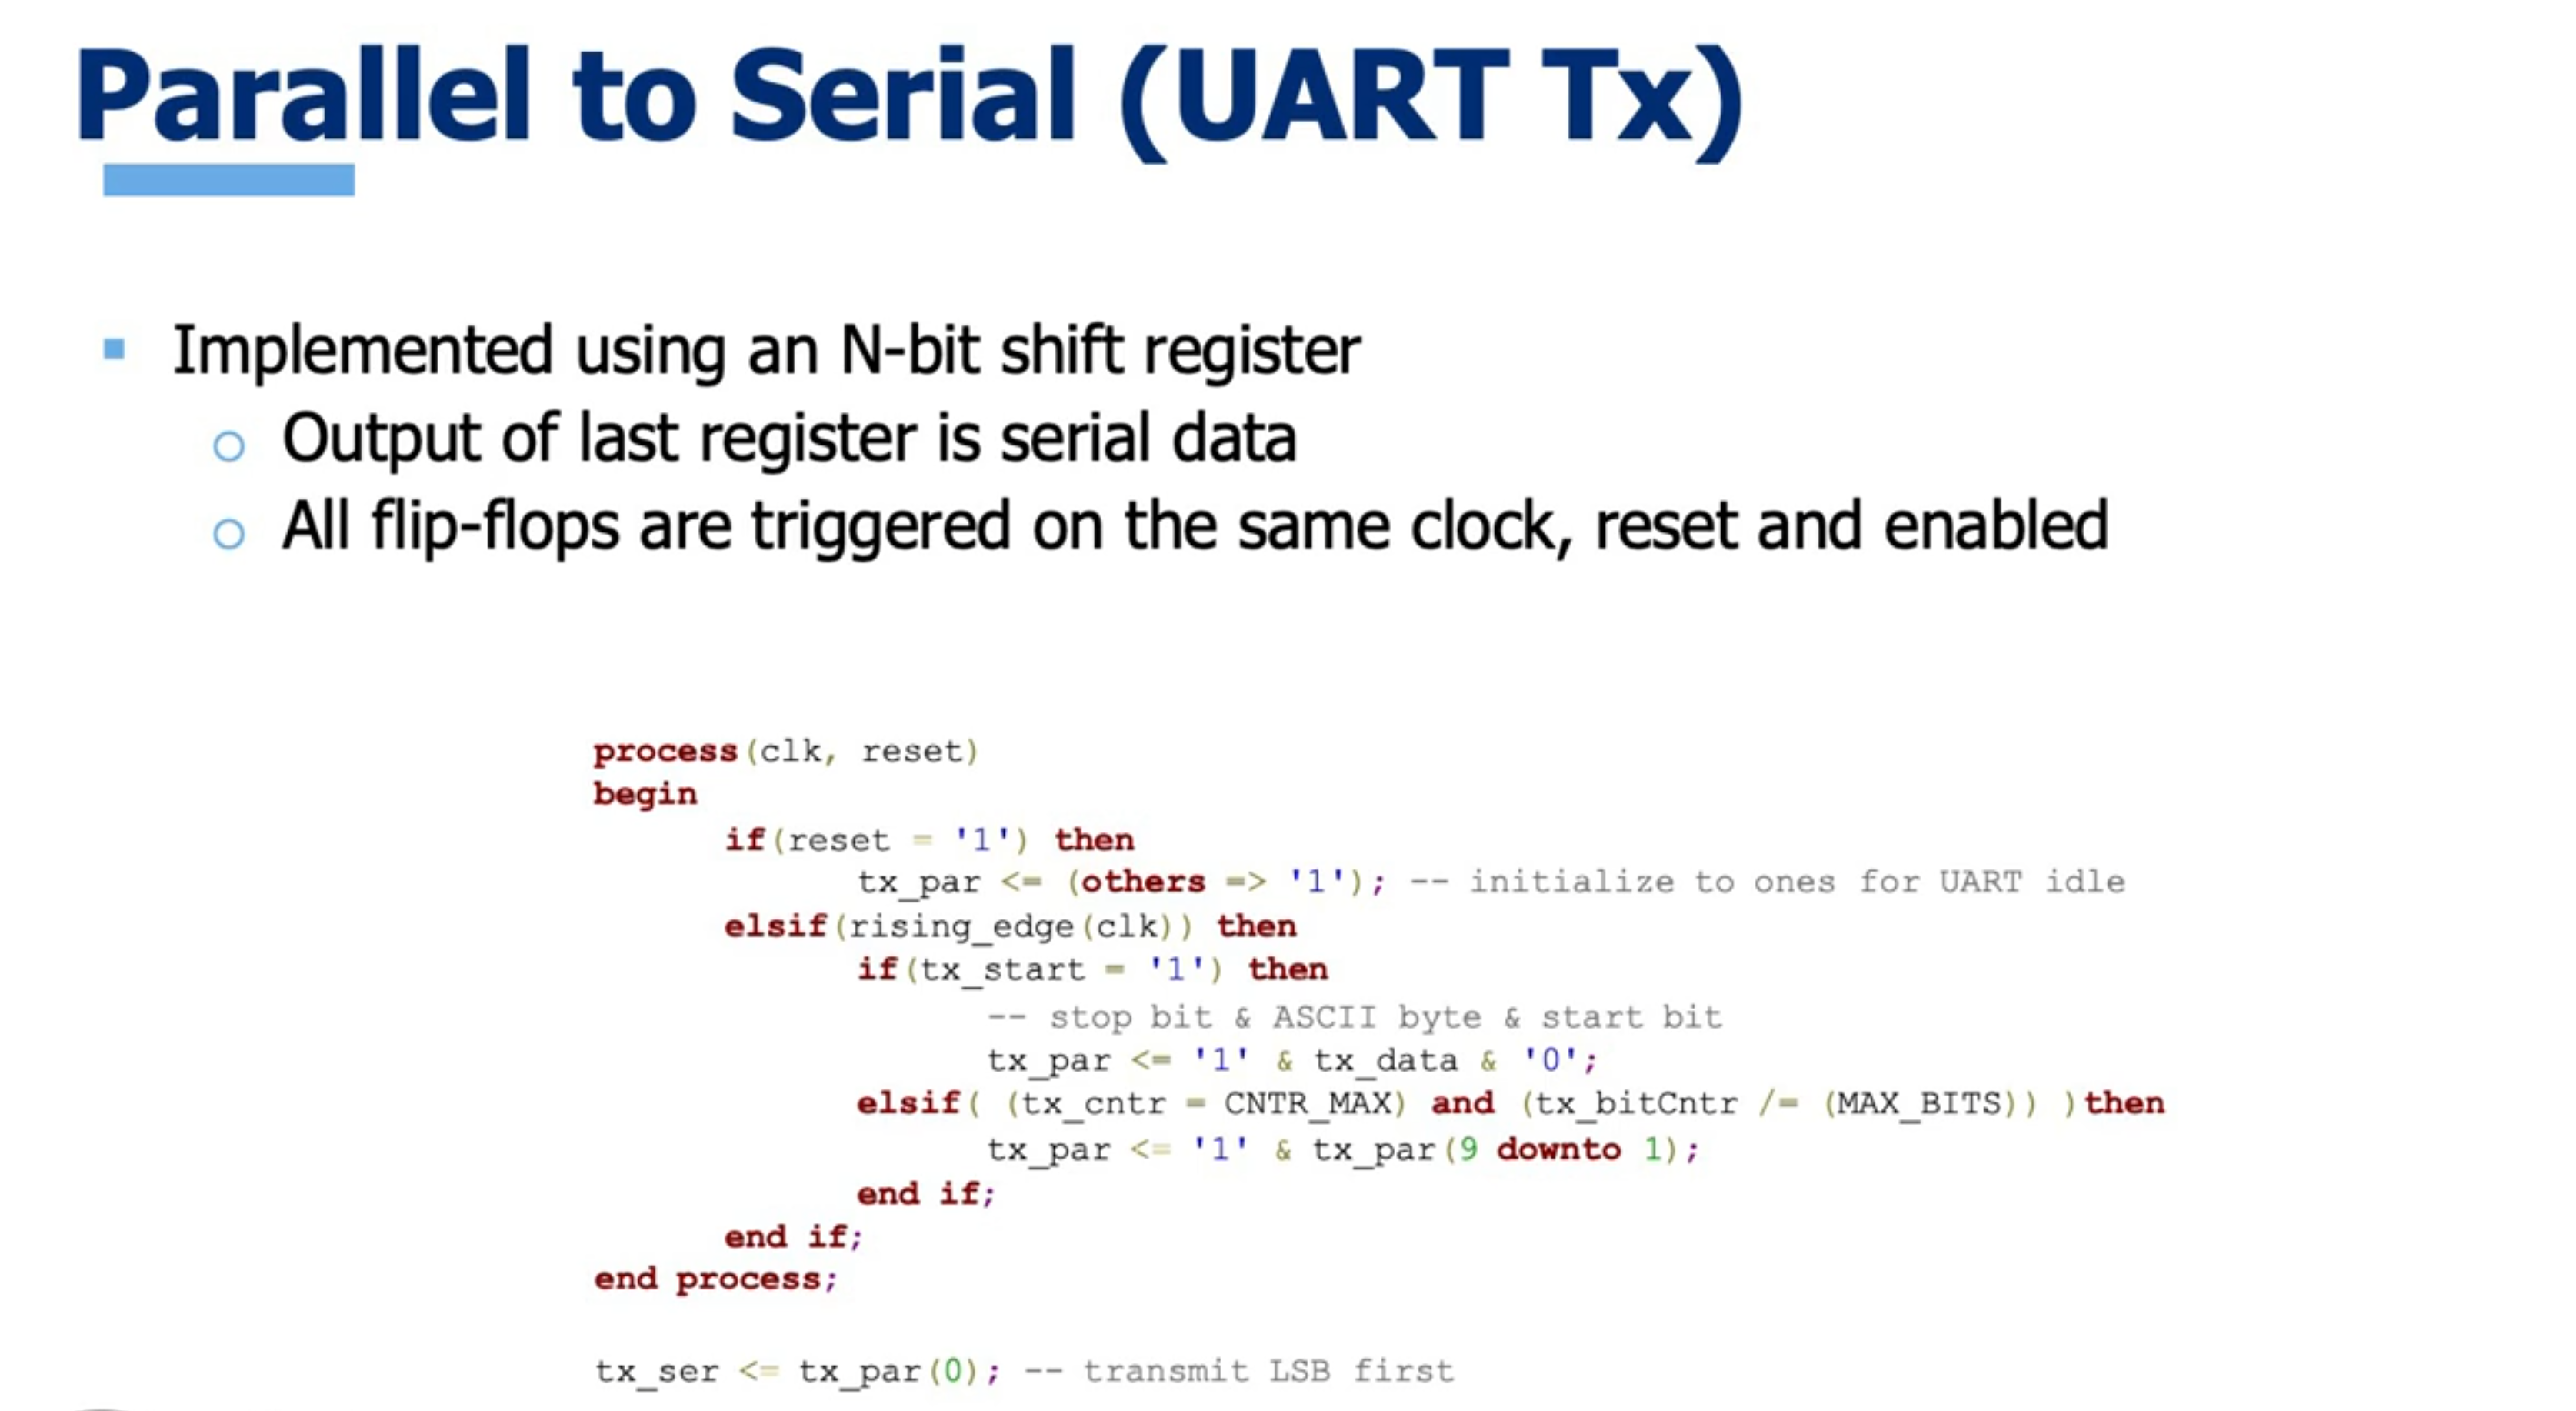 Parallel to Serial (UART Tx)
Implemented using an N-bit shift register
Output of last register is serial data
All flip-flops are triggered on the same clock, reset and enabled
process(clk, reset)
begin
if(reset = '1') then
tx_par <= (others => '1'); -- initialize to ones for UART idle
elsif(rising_edge(clk)) then
if(tx_start = '1') then
-- stop bit & ASCII byte & start bit
tx_par <= '1' & tx_data & '0';
elsif( (tx_cntr = CNTR_MAX) and (tx_bitCntr /= (MAX_BITS)) )then
tx_par <= '1' & tx_par(9 downto 1);
end if;
end if;
end process;
tx_ser <= tx_par(0); -- transmit LSB first